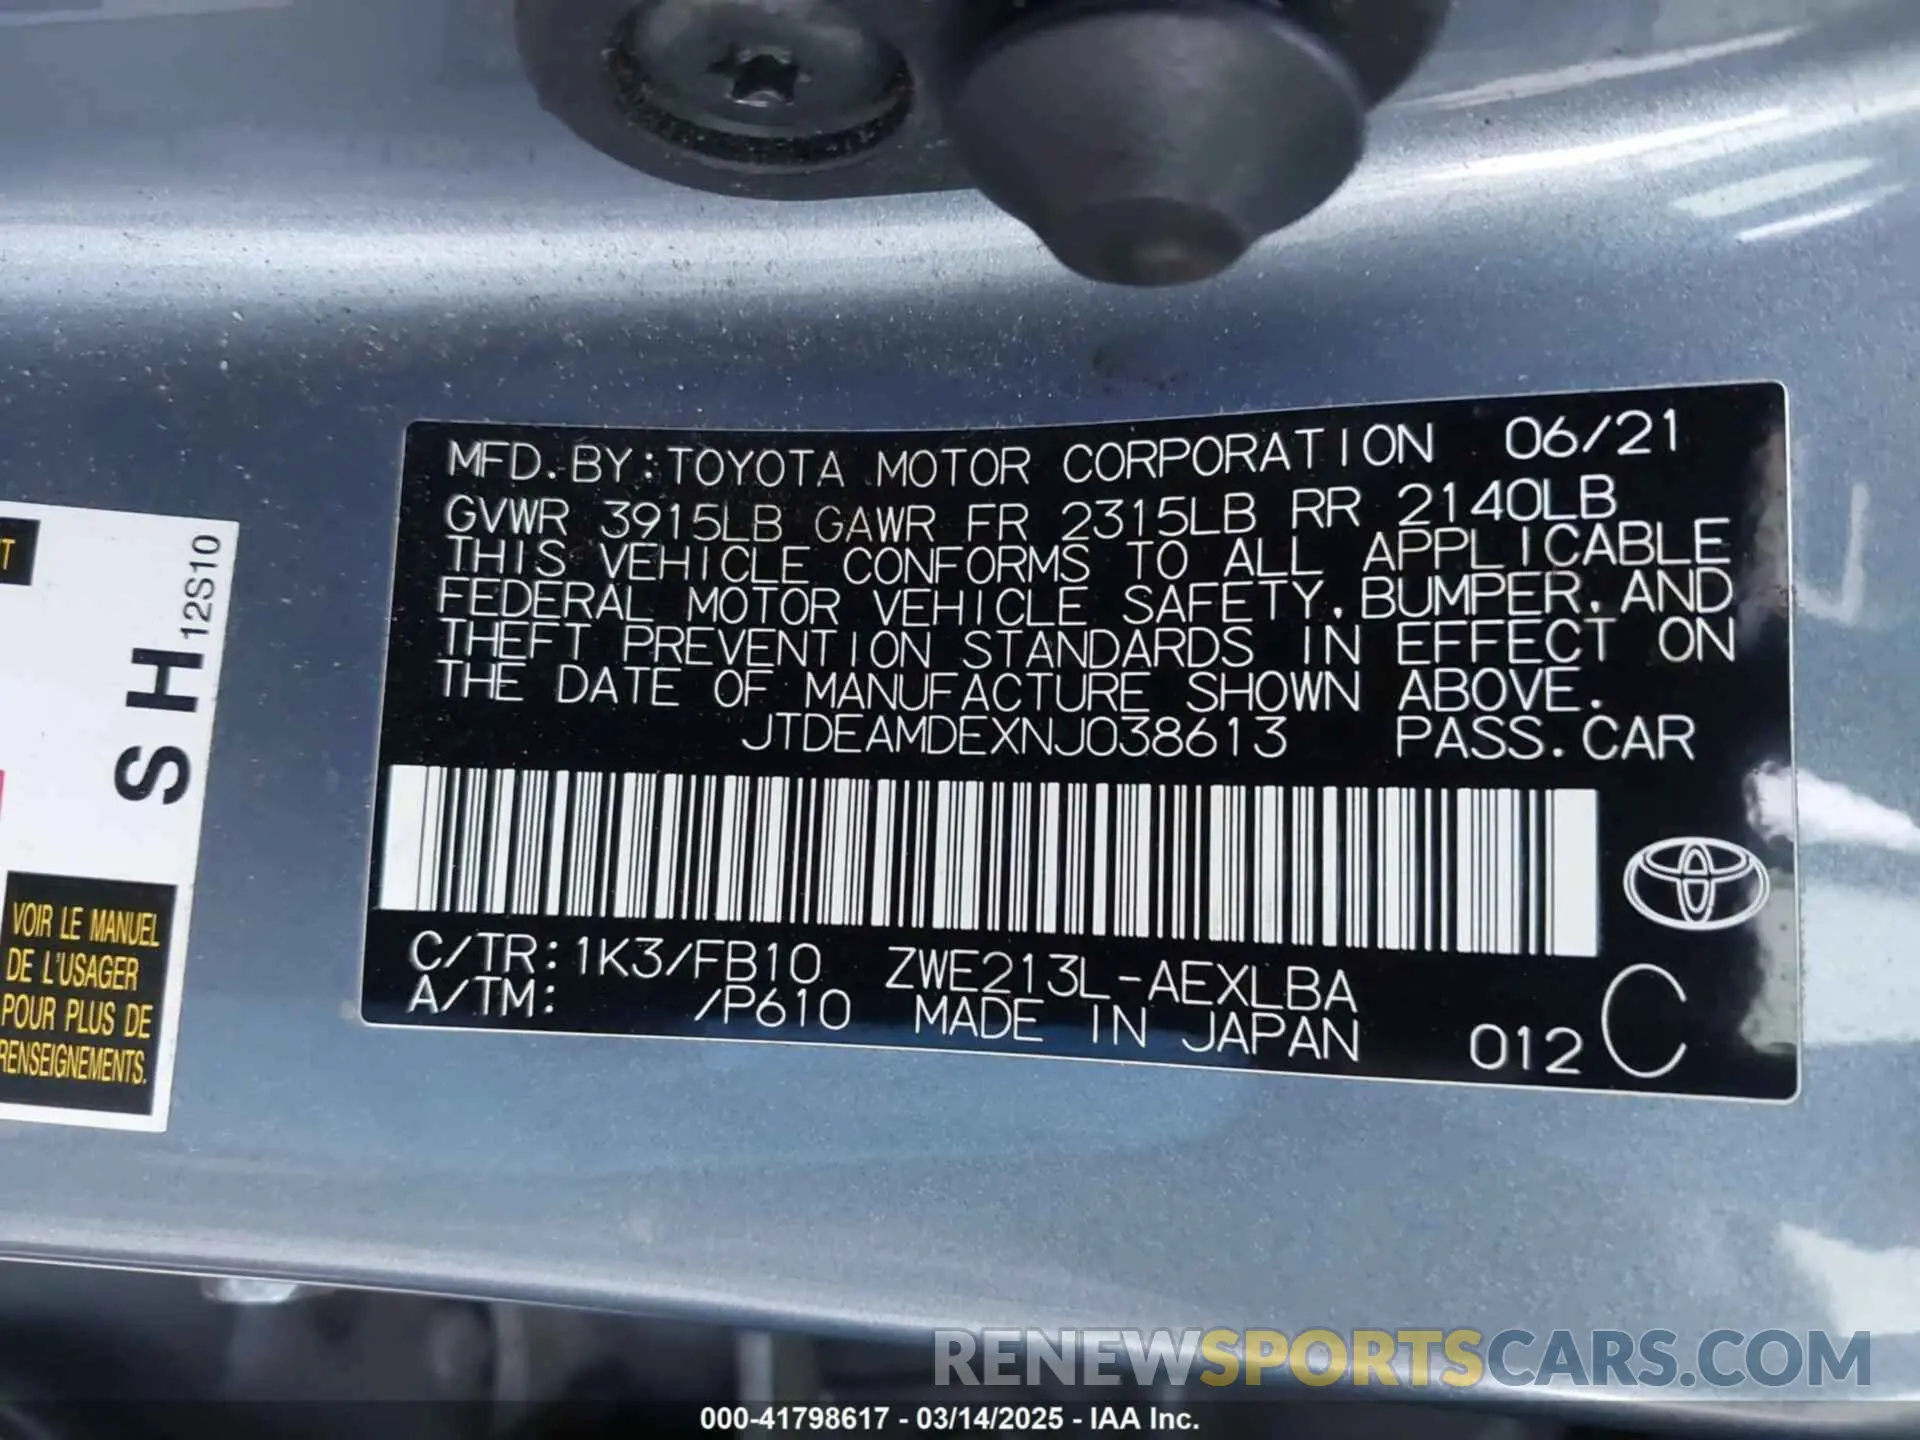 MFD. BY: TOYOTA MOTOR CORPORATION 06/21
GVWR 3915LB GAWR FR 2315LB RR 2140LB
THIS VEHICLE CONFORMS TO ALL APPLICABLE
FEDERAL MOTOR VEHICLE SAFETY, BUMPER, AND
THEFT PREVENTION STANDARDS IN EFFECT ON
THE DATE OF MANUFACTURE SHOWN ABOVE.
JTDEAMDEXNJ038613 PASS. CAR
C/TR: 1K3/FB10 ZWE213L-AEXLBA
A/TM: /P610 MADE IN JAPAN 012 C
S H 12S10
VOIR LE MANUEL
DE L'USAGER
POUR PLUS DE
RENSEIGNEMENTS.
RENEWSPORTSCARS.COM
000-41798617 - 03/14/2025 - IAA Inc.